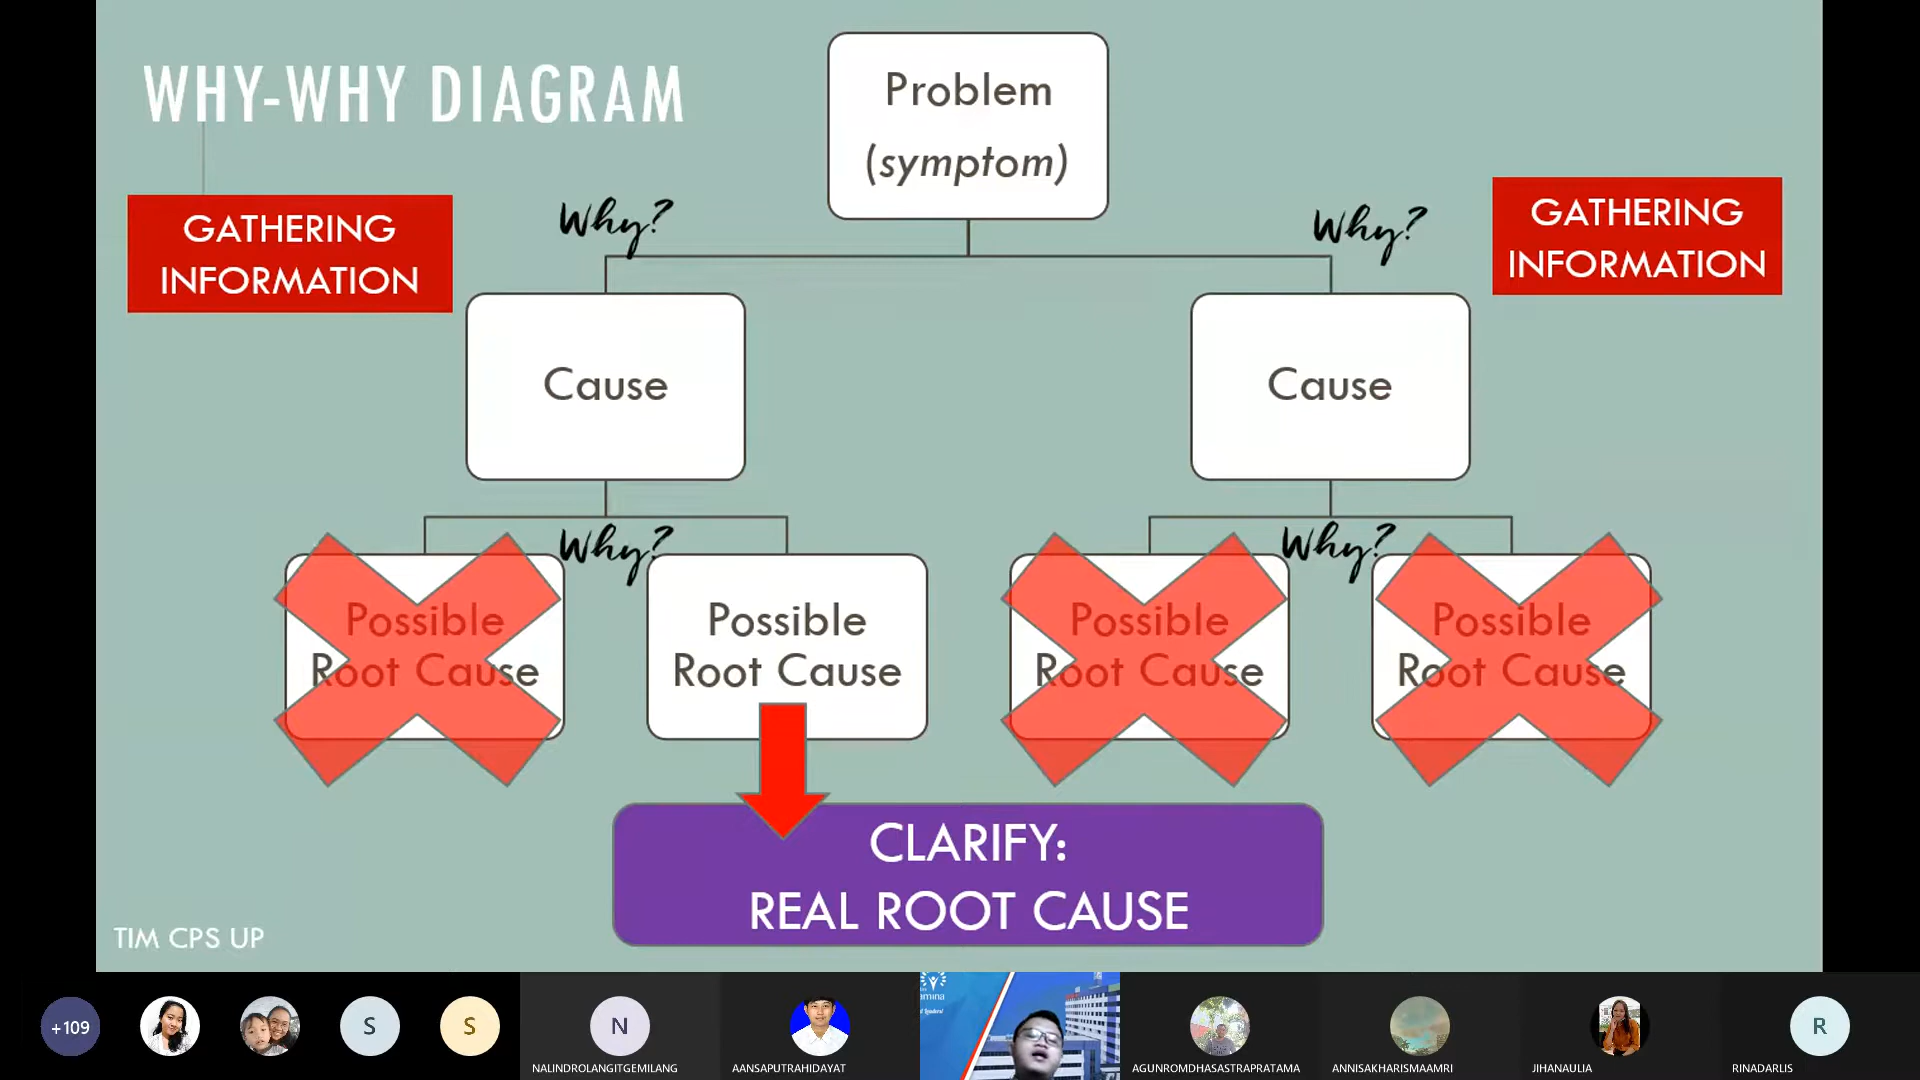 WHY-WHY DIAGRAM
Problem
(symptom)
GATHERING
INFORMATION
Why?
Why?
GATHERING
INFORMATION
Cause
Cause
Why?
Why?
Possible
Root Cause
Possible
Root Cause
Possible
Root Cause
Possible
Root Cause
CLARIFY:
REAL ROOT CAUSE
TIM CPS UP
+109
S
S
N
R
NALINDROLANGITGEMILANG
AANSAPUTRAHIDAYAT
AGUNROMDHASASTRAPRATAMA
ANNISAKHARISMAAMRI
JIHANAULIA
RINADARLIS